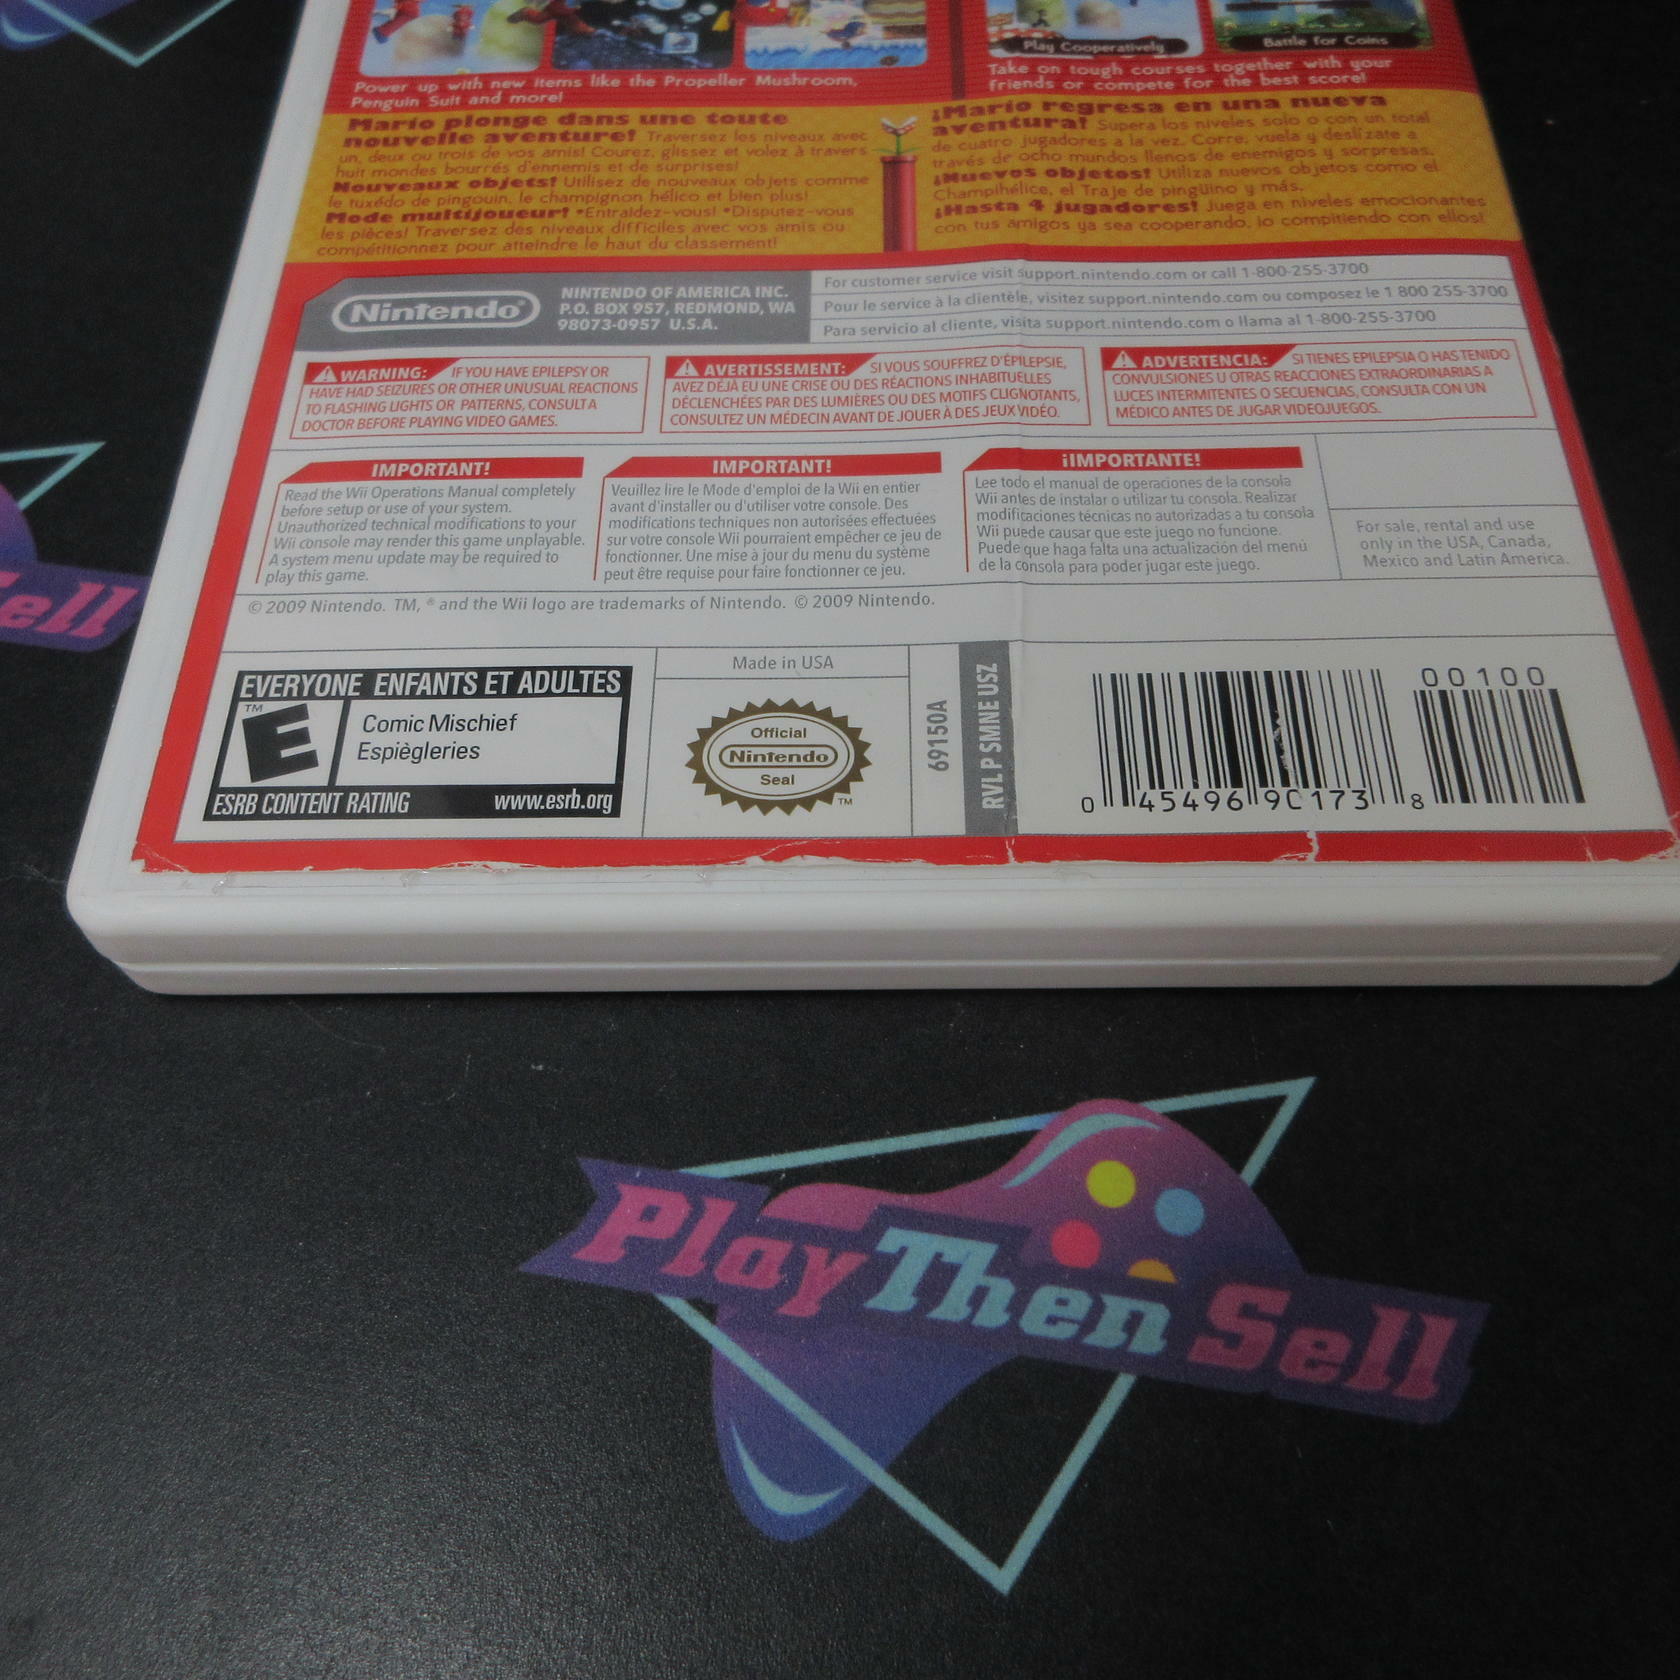 Play Cooperatively
Battle for Coins
Power up with new items like the Propeller Mushroom,
Penguin Suit and more!
Take on tough courses together with your
friends or compete for the best score!
Mario plonge dans une toute
nouvelle aventure! Traversez les niveaux avec
un, deux ou trois de vos amis! Courez, glissez et volez à travers
huit mondes bourrés d'ennemis et de surprises!
Nouveaux objets! Utilisez de nouveaux objets comme
le tuxédo de pingouin, le champignon hélico et bien plus!
Mode multijoueur! •Entraidez-vous! •Disputez-vous
les pièces! Traversez des niveaux difficiles avec vos amis ou
compétitionnez pour atteindre le haut du classement!
¡Mario regresa en una nueva
aventura! Supera los niveles solo o con un total
de cuatro jugadores a la vez. Corre, vuela y deslízate a
través de ocho mundos llenos de enemigos y sorpresas.
¡Nuevos objetos! Utiliza nuevos objetos como el
Champihélice, el Traje de pingüino y más.
¡Hasta 4 jugadores! Juega en niveles emocionantes
con tus amigos ya sea cooperando, io compitiendo con ellos!
Nintendo®
NINTENDO OF AMERICA INC.
P.O. BOX 957, REDMOND, WA
98073-0957 U.S.A.
For customer service visit support.nintendo.com or call 1-800-255-3700
Pour le service à la clientèle, visitez support.nintendo.com ou composez le 1 800 255-3700
Para servicio al cliente, visita support.nintendo.com o llama al 1-800-255-3700
WARNING: IF YOU HAVE EPILEPSY OR
HAVE HAD SEIZURES OR OTHER UNUSUAL REACTIONS
TO FLASHING LIGHTS OR PATTERNS, CONSULT A
DOCTOR BEFORE PLAYING VIDEO GAMES.
AVERTISSEMENT: SI VOUS SOUFFREZ D'ÉPILEPSIE,
AVEZ DÉJÀ EU UNE CRISE OU DES RÉACTIONS INHABITUELLES
DÉCLENCHÉES PAR DES LUMIÈRES OU DES MOTIFS CLIGNOTANTS,
CONSULTEZ UN MÉDECIN AVANT DE JOUER À DES JEUX VIDÉO.
ADVERTENCIA: SI TIENES EPILEPSIA O HAS TENIDO
CONVULSIONES U OTRAS REACCIONES EXTRAORDINARIAS A
LUCES INTERMITENTES O SECUENCIAS, CONSULTA CON UN
MÉDICO ANTES DE JUGAR VIDEOJUEGOS.
IMPORTANT!
Read the Wii Operations Manual completely
before setup or use of your system.
Unauthorized technical modifications to your
Wii console may render this game unplayable.
A system menu update may be required to
play this game.
IMPORTANT!
Veuillez lire le Mode d'emploi de la Wii en entier
avant d'installer ou d'utiliser votre console. Des
modifications techniques non autorisées effectuées
sur votre console Wii pourraient empêcher ce jeu de
fonctionner. Une mise à jour du menu du système
peut être requise pour faire fonctionner ce jeu.
¡IMPORTANTE!
Lee todo el manual de operaciones de la consola
Wii antes de instalar o utilizar tu consola. Realizar
modificaciones técnicas no autorizadas a tu consola
Wii puede causar que este juego no funcione.
Puede que haga falta una actualización del menú
de la consola para poder jugar este juego.
For sale, rental and use
only in the USA, Canada,
Mexico and Latin America.
© 2009 Nintendo. TM, ® and the Wii logo are trademarks of Nintendo. © 2009 Nintendo.
EVERYONE ENFANTS ET ADULTES
TM
E
Comic Mischief
Espiègleries
ESRB CONTENT RATING www.esrb.org
Made in USA
Official
Nintendo
Seal
TM
69150A
RVL P SMNE USZ
00100
0 45496 90173 8
Sell
Play Then Sell